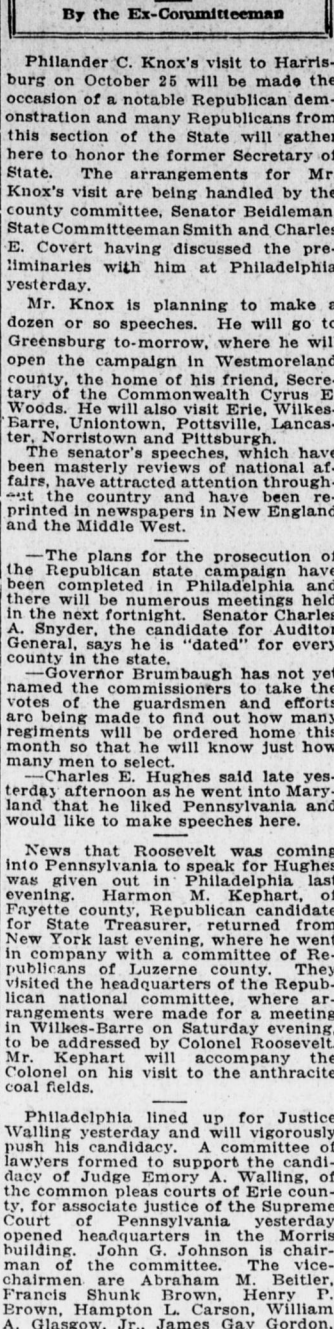 By the Ex-Committeeman
Philander C. Knox's visit to Harris-
burg on October 25 will be made the
occasion of a notable Republican dem-
onstration and many Republicans from
this section of the State will gather
here to honor the former Secretary of
State. The arrangements for Mr
Knox's visit are being handled by the
county committee, Senator Beidleman
State Committeeman Smith and Charles
E. Covert having discussed the pre-
liminaries with him at Philadelphia
yesterday.
Mr. Knox is planning to make a
dozen or so speeches. He will go to
Greensburg to-morrow, where he will
open the campaign in Westmoreland
county, the home of his friend, Secre-
tary of the Commonwealth Cyrus E
Woods. He will also visit Erie, Wilkes-
Barre, Uniontown, Pottsville, Lancas-
ter, Norristown and Pittsburgh.
The senator's speeches, which have
been masterly reviews of national af-
fairs, have attracted attention through-
out the country and have been re-
printed in newspapers in New England
and the Middle West.
—The plans for the prosecution of
the Republican state campaign have
been completed in Philadelphia and
there will be numerous meetings held
in the next fortnight. Senator Charles
A. Snyder, the candidate for Auditor
General, says he is "dated" for every
county in the state.
—Governor Brumbaugh has not yet
named the commissioners to take the
votes of the guardsmen and efforts
are being made to find out how many
regiments will be ordered home this
month so that he will know just how
many men to select.
—Charles E. Hughes said late yes-
terday afternoon as he went into Mary-
land that he liked Pennsylvania and
would like to make speeches here.
News that Roosevelt was coming
into Pennsylvania to speak for Hughes
was given out in Philadelphia last
evening. Harmon M. Kephart, of
Fayette county, Republican candidate
for State Treasurer, returned from
New York last evening, where he went
in company with a committee of Re-
publicans of Luzerne county. They
visited the headquarters of the Repub-
lican national committee, where ar-
rangements were made for a meeting
in Wilkes-Barre on Saturday evening,
to be addressed by Colonel Roosevelt.
Mr. Kephart will accompany the
Colonel on his visit to the anthracite
coal fields.
Philadelphia lined up for Justice
Walling yesterday and will vigorously
push his candidacy. A committee of
lawyers formed to support the candi-
dacy of Judge Emory A. Walling, of
the common pleas courts of Erie coun-
ty, for associate justice of the Supreme
Court of Pennsylvania yesterday
opened headquarters in the Morris
building. John G. Johnson is chair-
man of the committee. The vice-
chairmen are Abraham M. Beitler,
Francis Shunk Brown, Henry P.
Brown, Hampton L. Carson, William
A. Glasgow, Jr., James Gay Gordon,